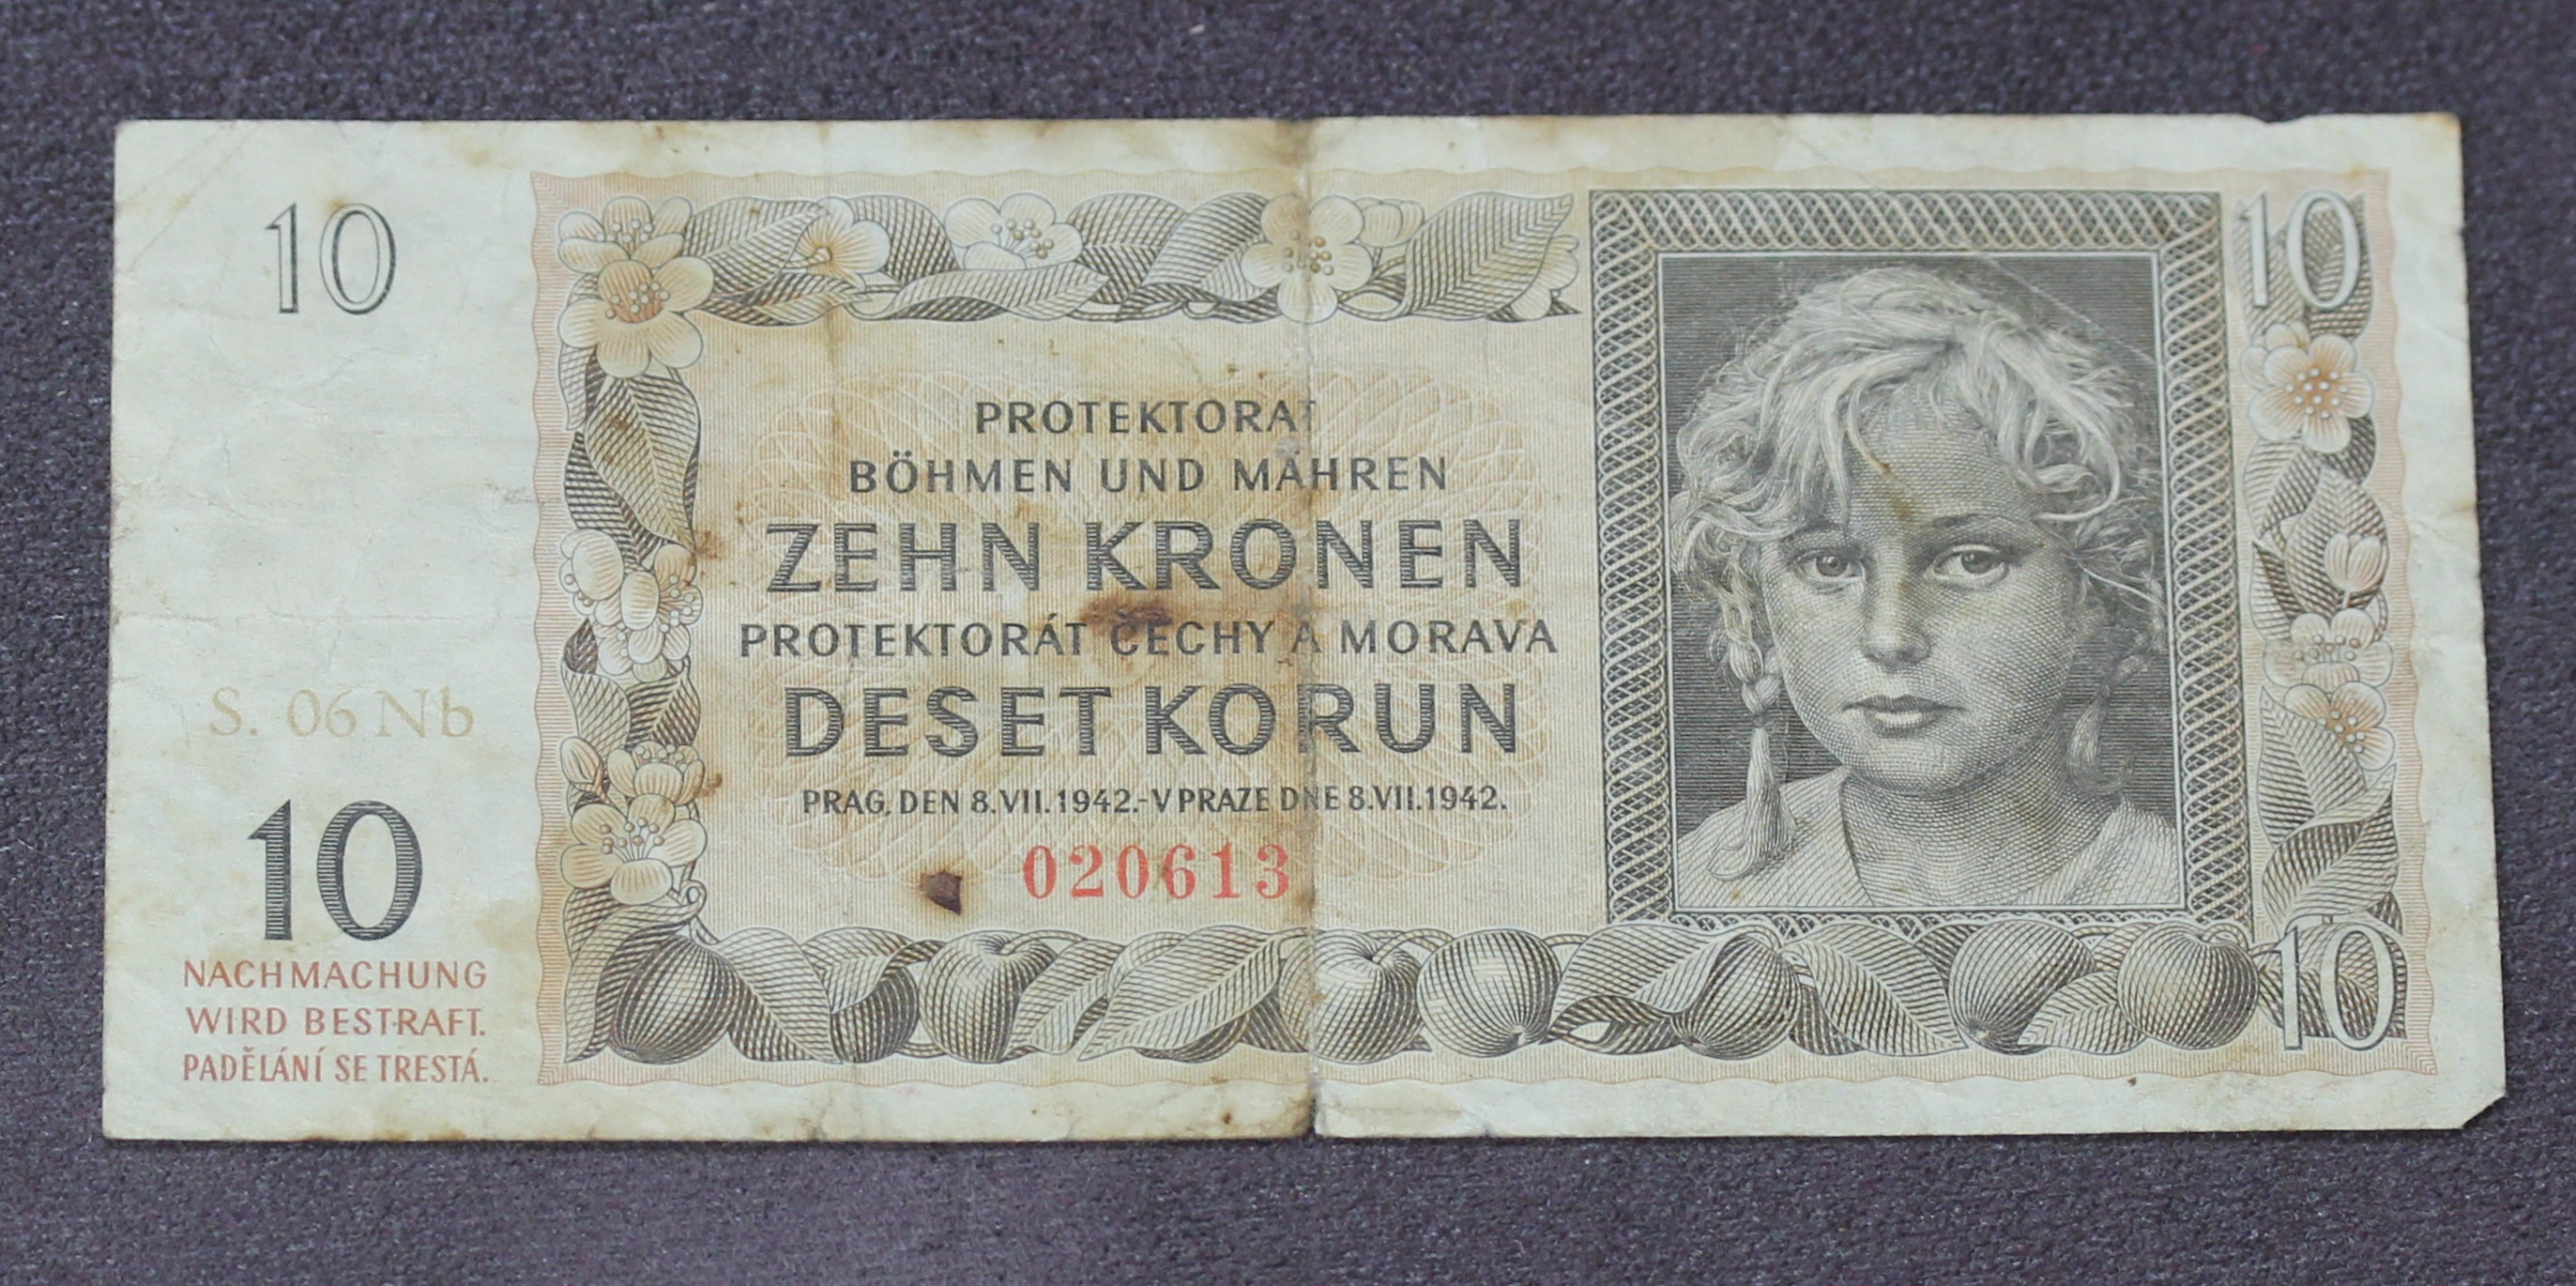 10
10
PROTEKTORAT
BÖHMEN UND MÄHREN
ZEHN KRONEN
PROTEKTORÁT ČECHY A MORAVA
DESET KORUN
PRAG, DEN 8.VII.1942.-V PRAZE DNE 8.VII.1942.
020613
S. 06 Nb
10
NACHMACHUNG
WIRD BESTRAFT.
PADĚLÁNÍ SE TRESTÁ.
10